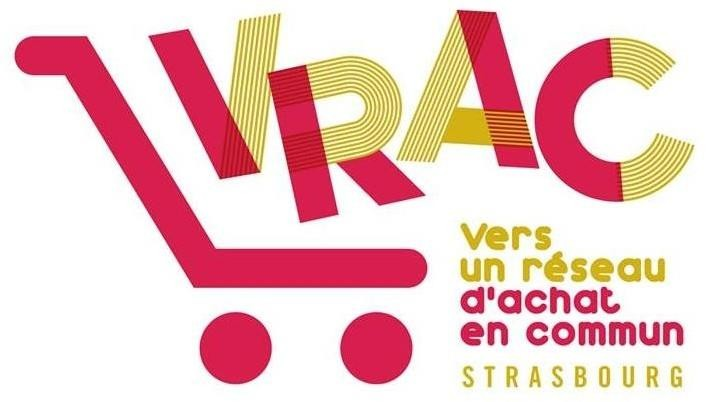 VRAC
vers
un réseau
d'achat
en commun
STRASBOURG